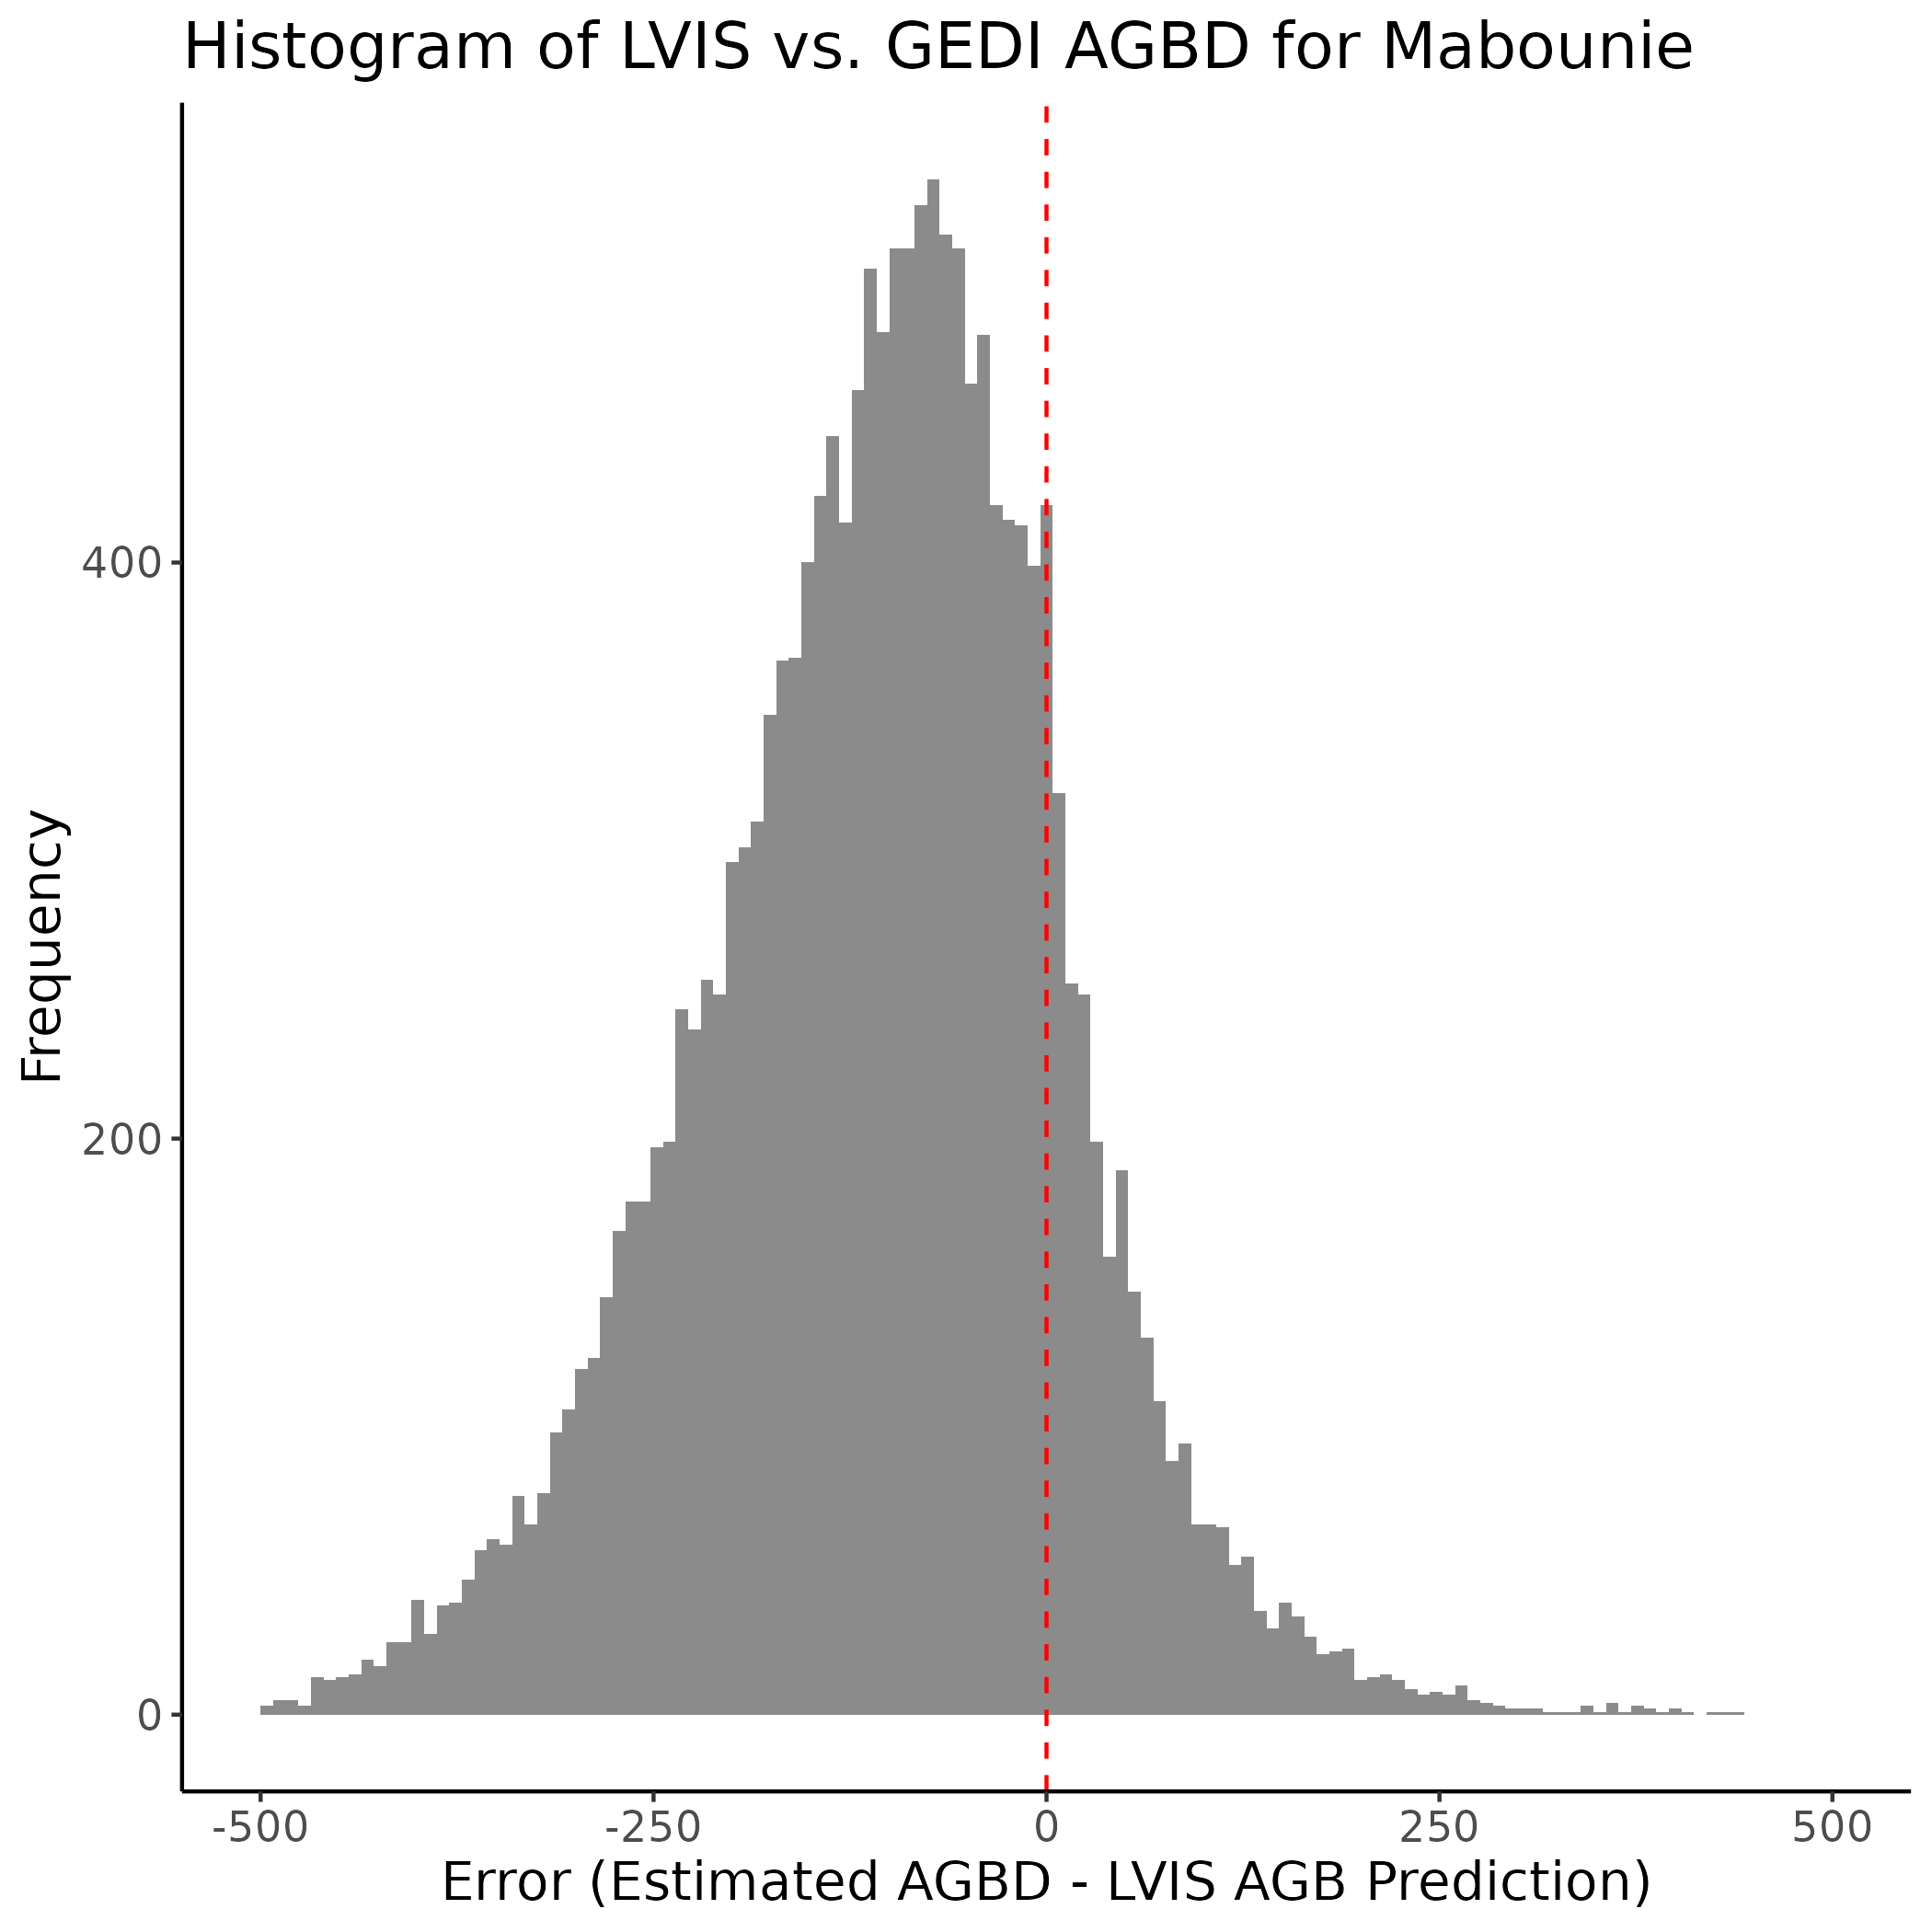 Histogram of LVIS vs. GEDI AGBD for Mabounie
Frequency
400
200
0
-500
-250
0
250
500
Error (Estimated AGBD - LVIS AGB Prediction)